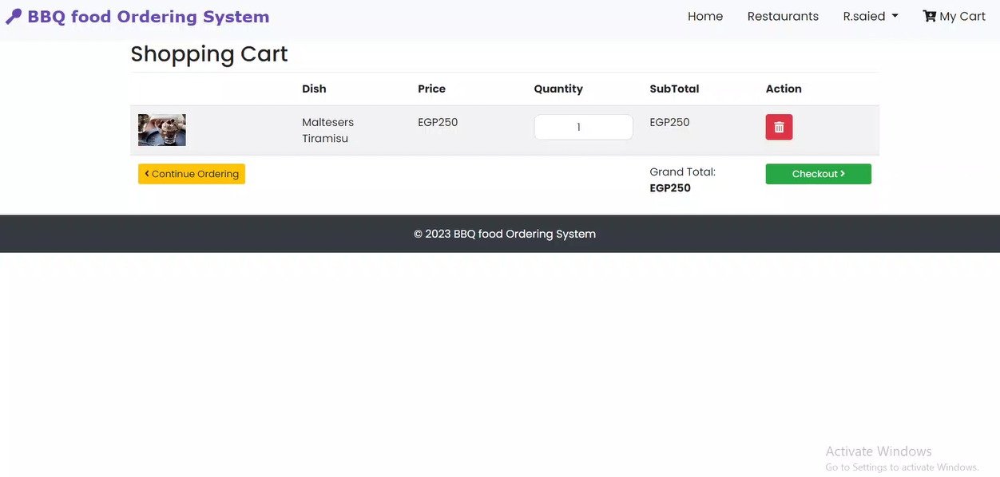 BBQ food Ordering System Home Restaurants R.saied My Cart
Shopping Cart
Dish Price Quantity SubTotal Action
Maltesers EGP250 1 EGP250
Tiramisu
Continue Ordering Grand Total: Checkout
EGP250
© 2023 BBQ food Ordering System
Activate Windows
Go to Settings to activate Windows.